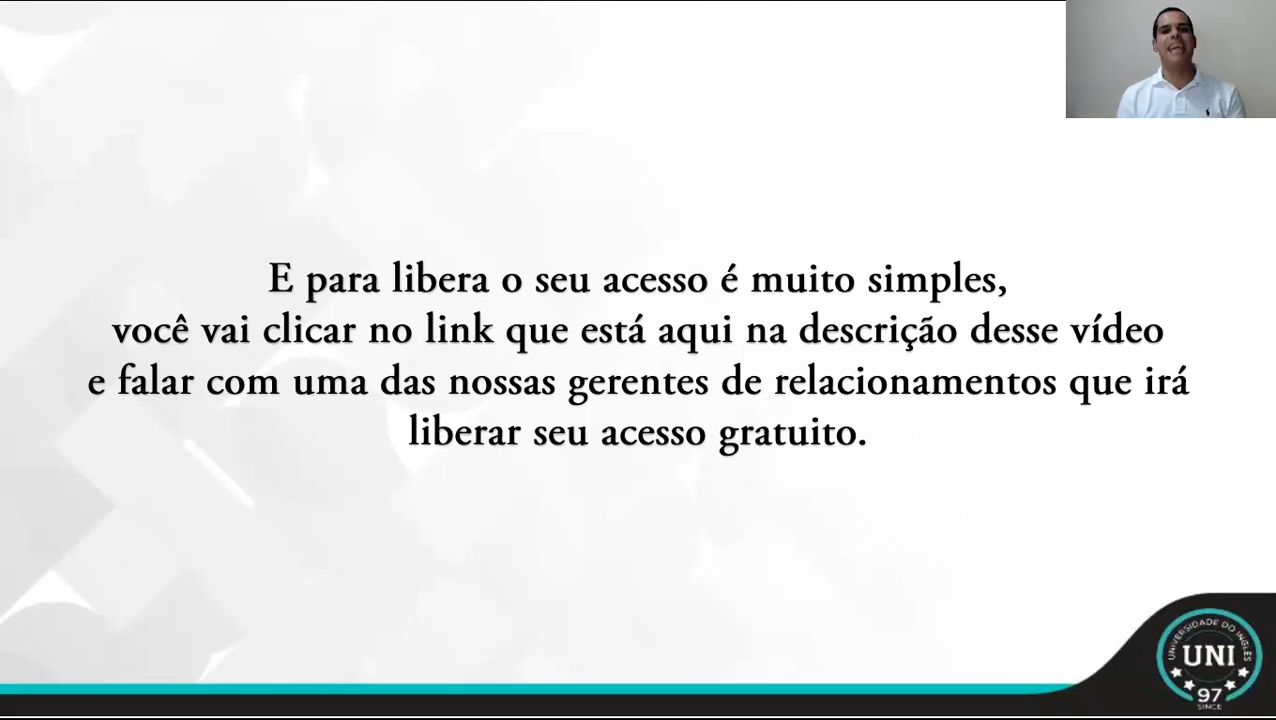 E para libera o seu acesso é muito simples,
você vai clicar no link que está aqui na descrição desse vídeo
e falar com uma das nossas gerentes de relacionamentos que irá
liberar seu acesso gratuito.
UNIVERSIDADE DO INGLÊS
UNI
97
SINCE